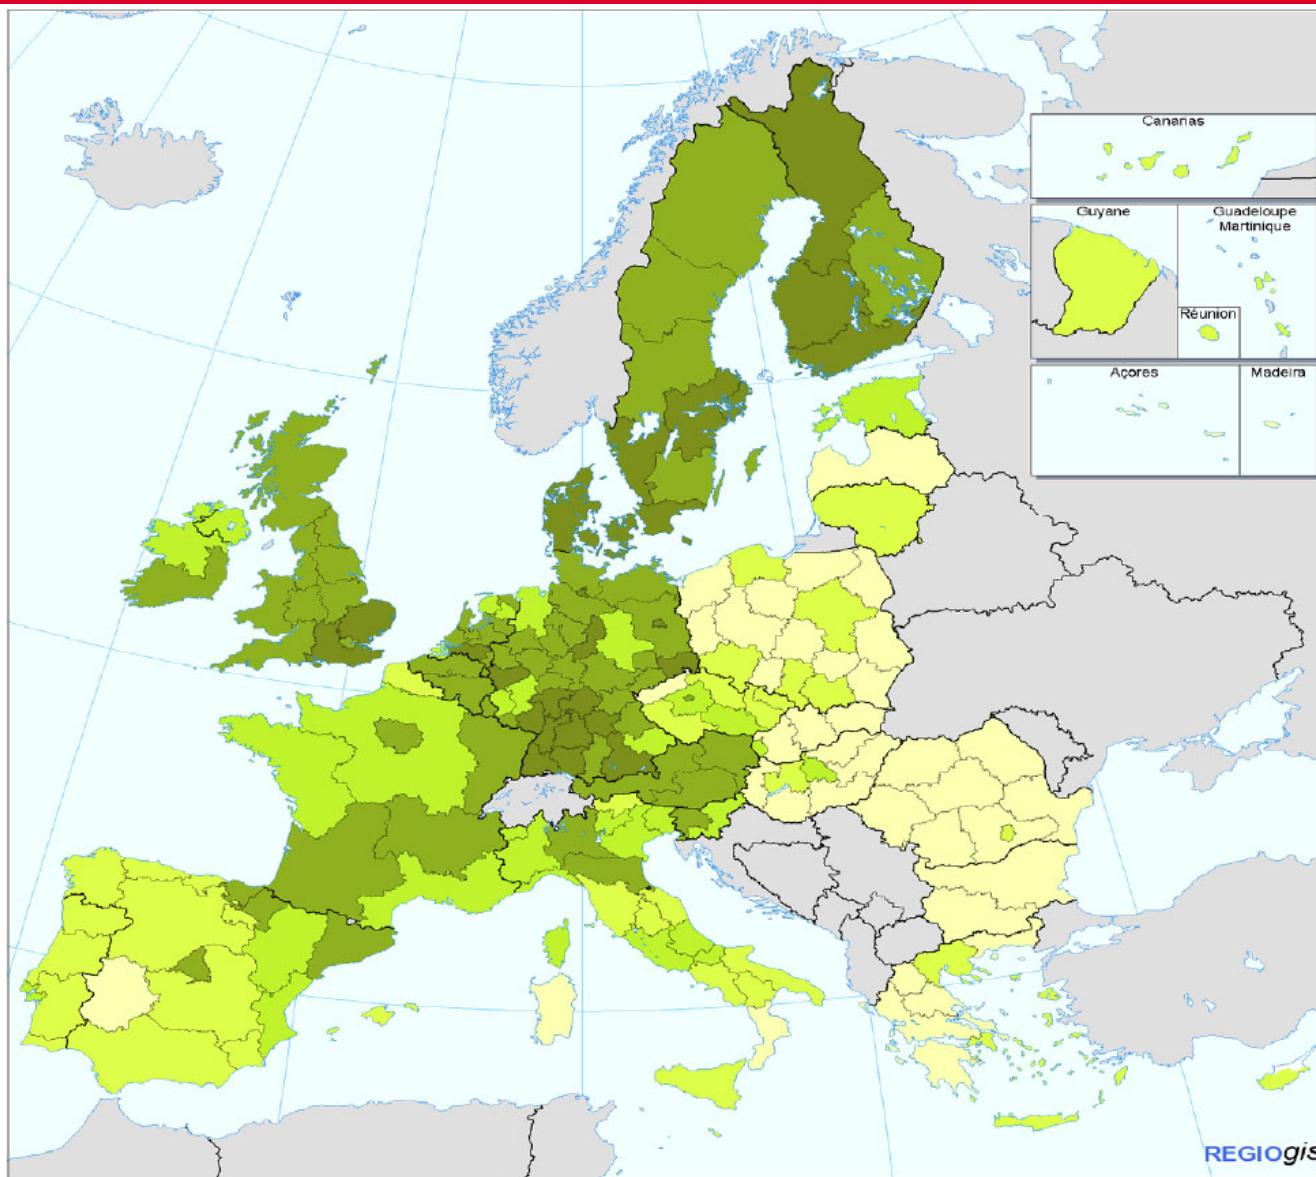 Canarias
Guyane
Guadeloupe
Martinique
Réunion
Açores
Madeira
REGIOgis